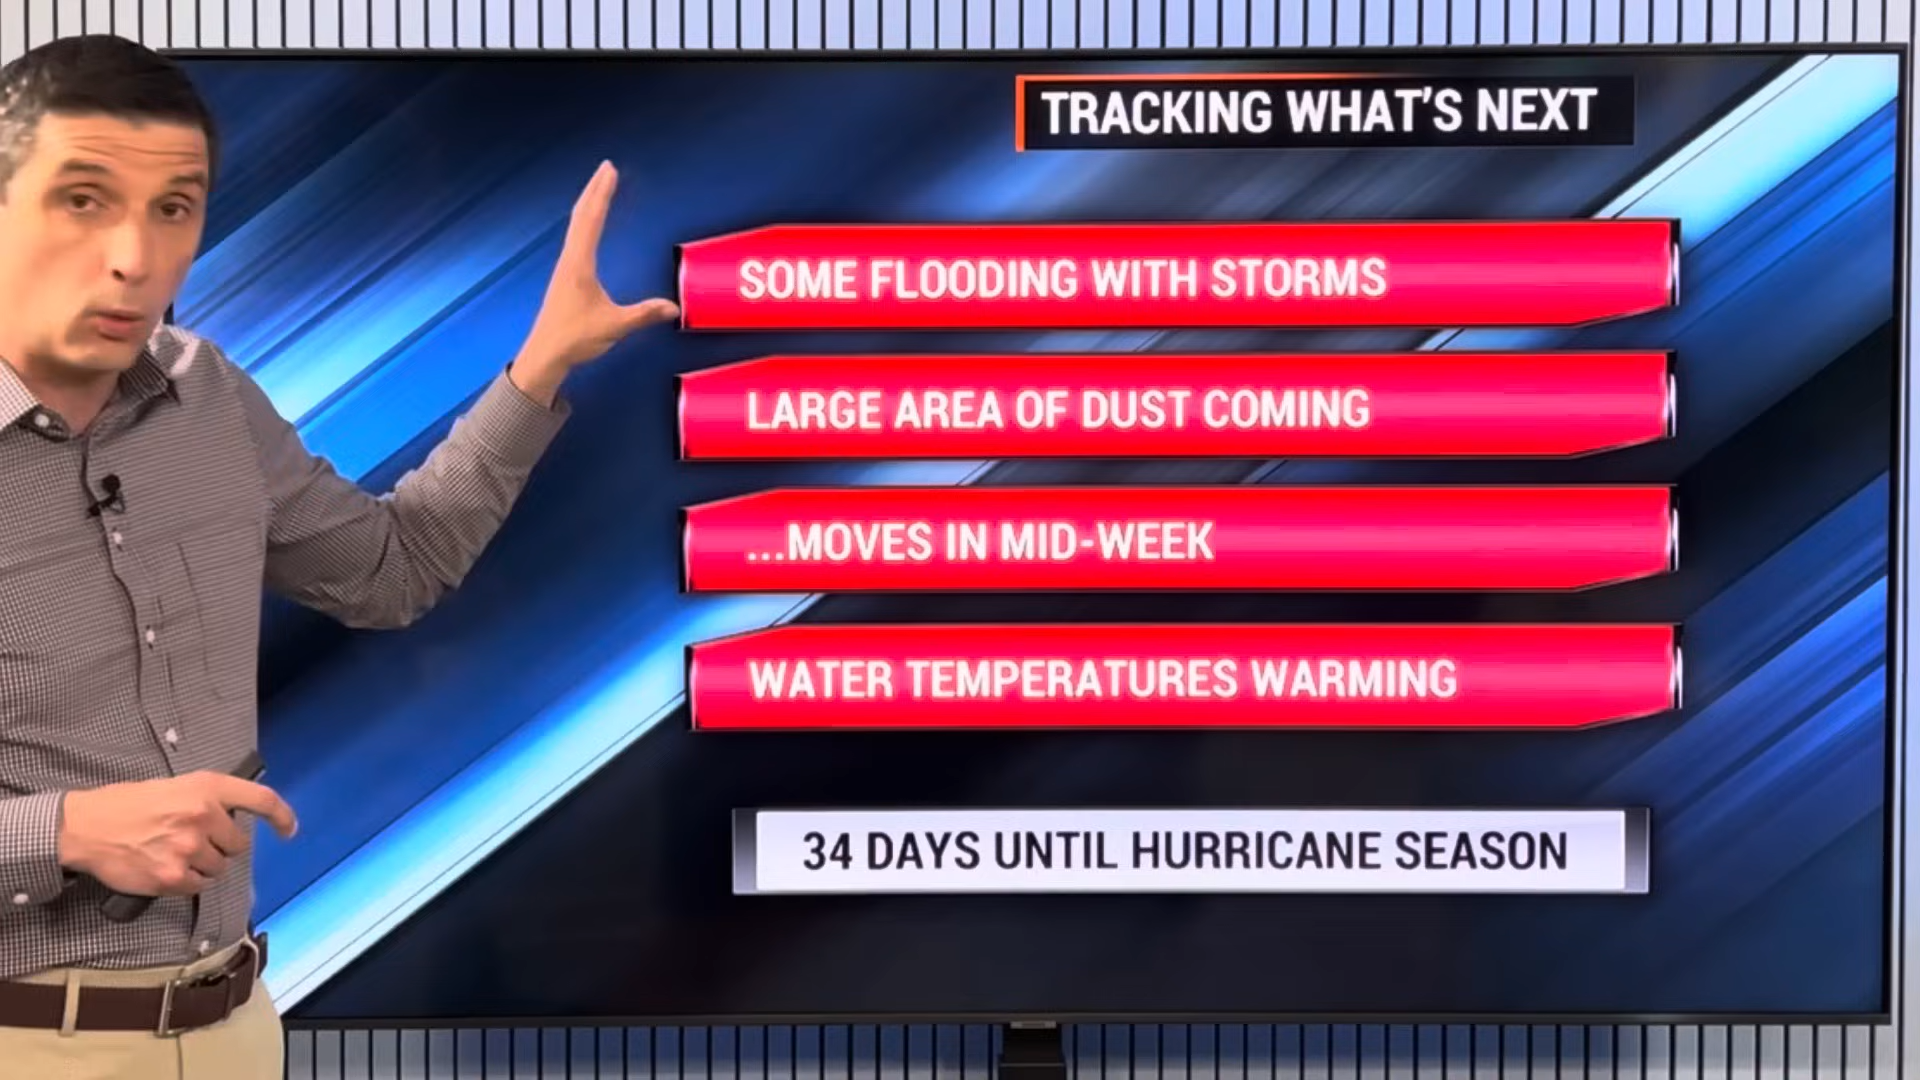 TRACKING WHAT'S NEXT
SOME FLOODING WITH STORMS
LARGE AREA OF DUST COMING
...MOVES IN MID-WEEK
WATER TEMPERATURES WARMING
34 DAYS UNTIL HURRICANE SEASON